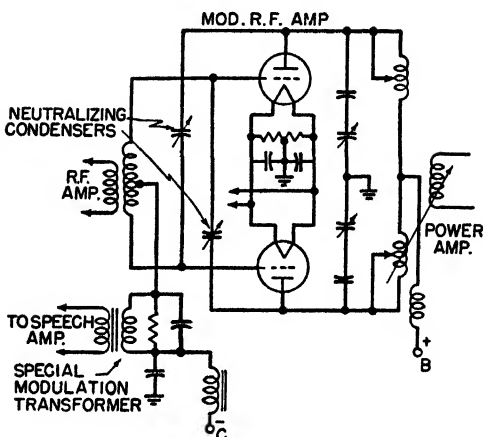 MOD. R.F. AMP
NEUTRALIZING
CONDENSERS
R.F.
AMP.
POWER
AMP.
TO SPEECH
AMP.
SPECIAL
MODULATION
TRANSFORMER
+
B
−
C